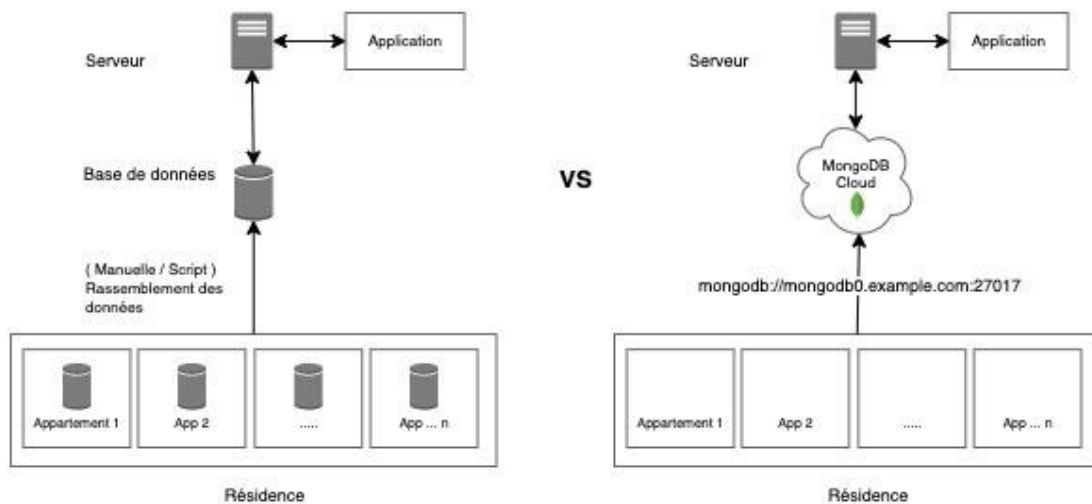 Serveur
Application
Base de données
( Manuelle / Script )
Rassemblement des
données
Appartement 1
App 2
.....
App ... n
Résidence
VS
Serveur
Application
MongoDB
Cloud
mongodb://mongodb0.example.com:27017
Appartement 1
App 2
.....
App ... n
Résidence